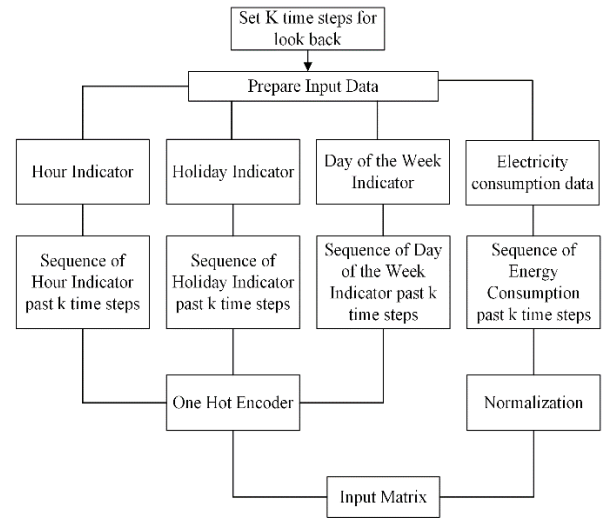 Set K time steps for
look back
Prepare Input Data
Hour Indicator
Holiday Indicator
Day of the Week
Indicator
Electricity
consumption data
Sequence of
Hour Indicator
past k time steps
Sequence of
Holiday Indicator
past k time steps
Sequence of Day
of the Week
Indicator past k
time steps
Sequence of
Energy
Consumption
past k time steps
One Hot Encoder
Normalization
Input Matrix